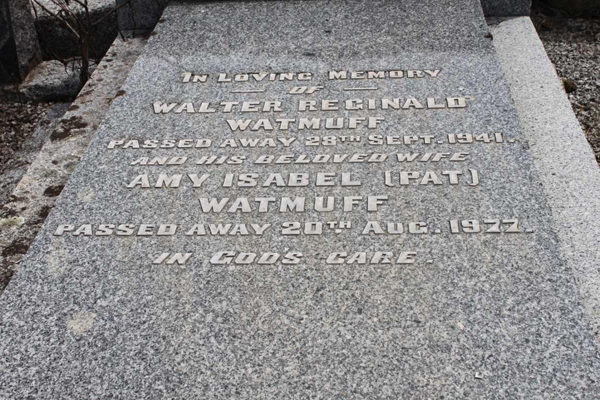 In Loving Memory
— OF —
WALTER REGINALD
WATMUFF
PASSED AWAY 28TH SEPT. 1941.
AND HIS BELOVED WIFE
AMY ISABEL (PAT)
WATMUFF
PASSED AWAY 20TH AUG. 1977.
IN GOD'S CARE.